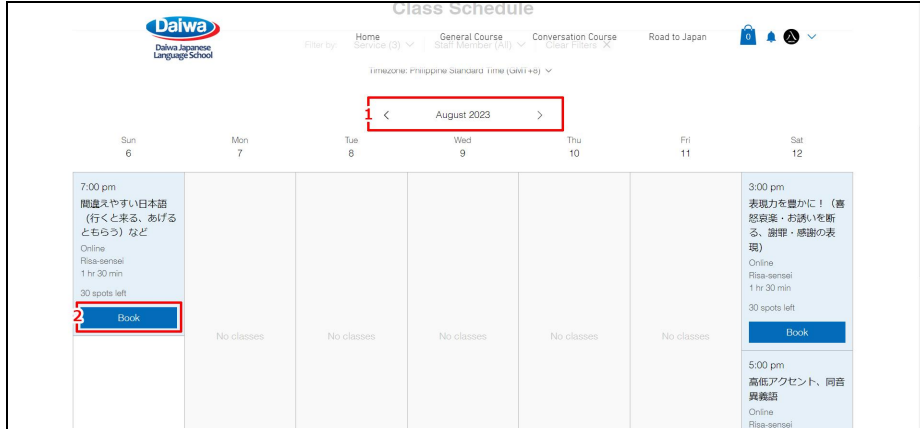 Class Schedule
Daiwa
Daiwa Japanese
Language School
Home
General Course
Conversation Course
Road to Japan
0
Filter by:
Service (3)
Staff Member (All)
Clear Filters
Timezone: Philippine Standard Time (GMT+8)
1
August 2023
Sun
6
Mon
7
Tue
8
Wed
9
Thu
10
Fri
11
Sat
12
7:00 pm
間違えやすい日本語
(行くと来る、あげる
ともらう)など
Online
Risa-sensei
1 hr 30 min
30 spots left
2
Book
No classes
No classes
No classes
No classes
No classes
3:00 pm
表現力を豊かに!(喜
怒哀楽・お誘いを断
る、謝罪・感謝の表
現)
Online
Risa-sensei
1 hr 30 min
30 spots left
Book
5:00 pm
高低アクセント、同音
異義語
Online
Risa-sensei